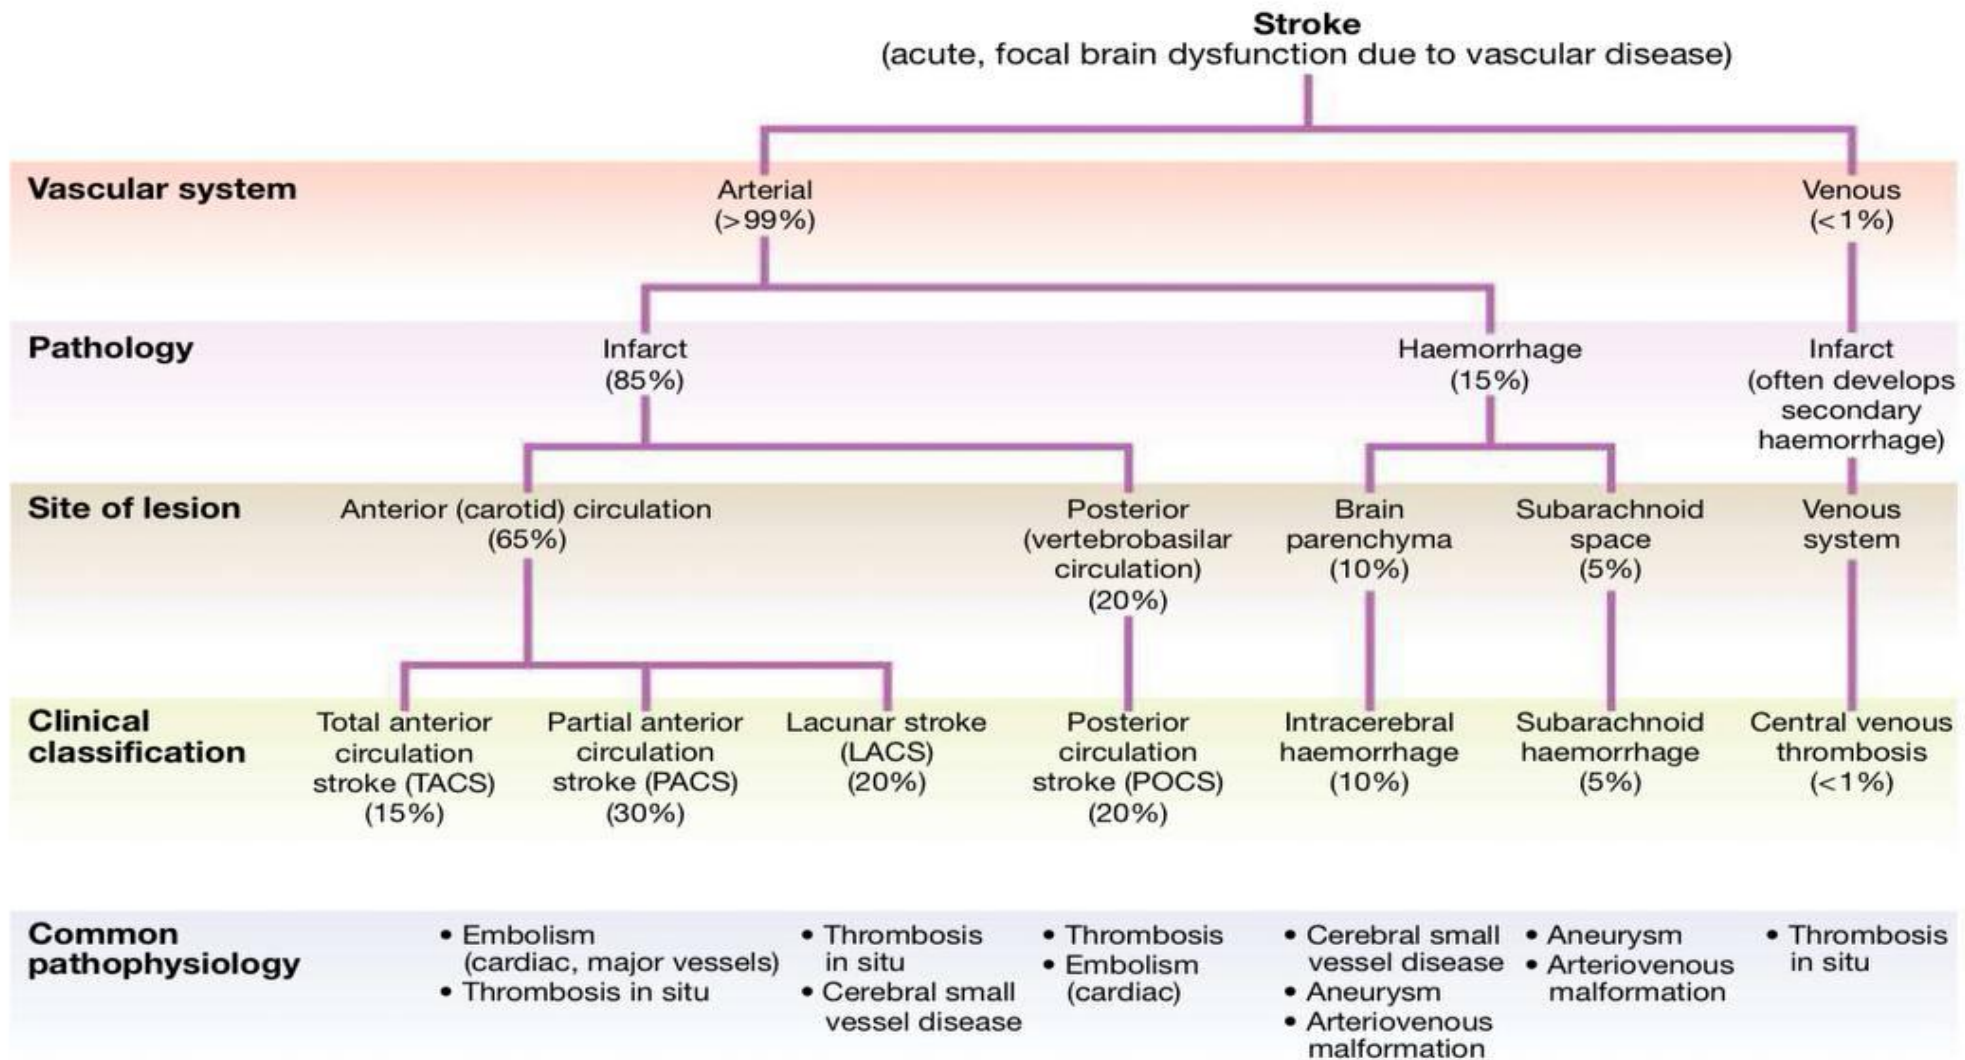 Stroke
(acute, focal brain dysfunction due to vascular disease)
Vascular system
Arterial
(>99%)
Venous
(<1%)
Pathology
Infarct
(85%)
Haemorrhage
(15%)
Infarct
(often develops
secondary
haemorrhage)
Site of lesion
Anterior (carotid) circulation
(65%)
Posterior
(vertebrobasilar
circulation)
(20%)
Brain
parenchyma
(10%)
Subarachnoid
space
(5%)
Venous
system
Clinical
classification
Total anterior
circulation
stroke (TACS)
(15%)
Partial anterior
circulation
stroke (PACS)
(30%)
Lacunar stroke
(LACS)
(20%)
Posterior
circulation
stroke (POCS)
(20%)
Intracerebral
haemorrhage
(10%)
Subarachnoid
haemorrhage
(5%)
Central venous
thrombosis
(<1%)
Common
pathophysiology
• Embolism
(cardiac, major vessels)
• Thrombosis in situ
• Thrombosis
in situ
• Cerebral small
vessel disease
• Thrombosis
• Embolism
(cardiac)
• Cerebral small
vessel disease
• Aneurysm
• Arteriovenous
malformation
• Aneurysm
• Arteriovenous
malformation
• Thrombosis
in situ